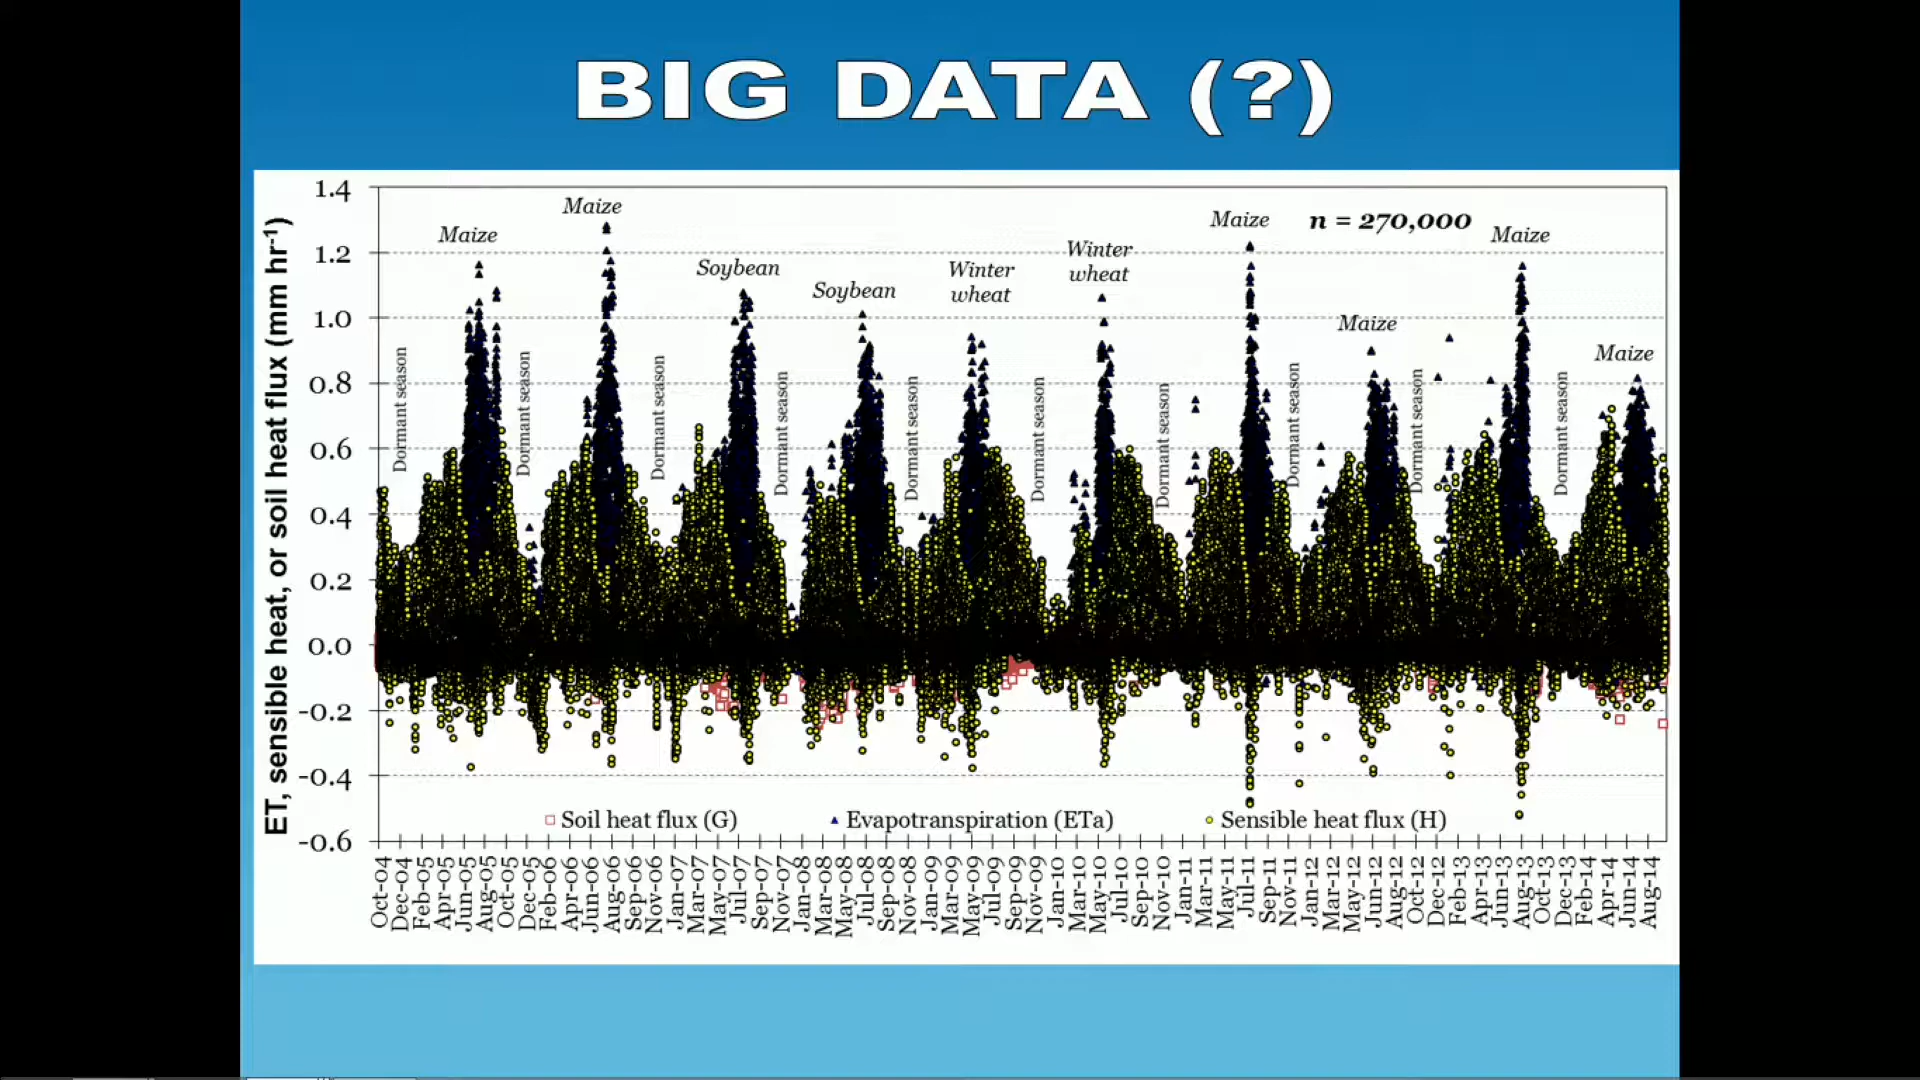 BIG DATA (?)
ET, sensible heat, or soil heat flux (mm hr-1)
1.4
1.2
1.0
0.8
0.6
0.4
0.2
0.0
-0.2
-0.4
-0.6
Maize
Maize
Soybean
Soybean
Winter
wheat
Winter
wheat
Maize
n = 270,000
Maize
Maize
Maize
Dormant season
Dormant season
Dormant season
Dormant season
Dormant season
Dormant season
Dormant season
Dormant season
Dormant season
Dormant season
Soil heat flux (G)
Evapotranspiration (ETa)
Sensible heat flux (H)
Oct-04
Dec-04
Feb-05
Apr-05
Jun-05
Aug-05
Oct-05
Dec-05
Feb-06
Apr-06
Jun-06
Aug-06
Sep-06
Nov-06
Jan-07
Mar-07
May-07
Jul-07
Sep-07
Nov-07
Jan-08
Mar-08
May-08
Jul-08
Sep-08
Nov-08
Jan-09
Mar-09
May-09
Jul-09
Sep-09
Nov-09
Jan-10
Mar-10
May-10
Jul-10
Sep-10
Nov-10
Jan-11
Mar-11
May-11
Jul-11
Sep-11
Nov-11
Jan-12
Mar-12
May-12
Jun-12
Aug-12
Oct-12
Dec-12
Feb-13
Apr-13
Jun-13
Aug-13
Oct-13
Dec-13
Feb-14
Apr-14
Jun-14
Aug-14